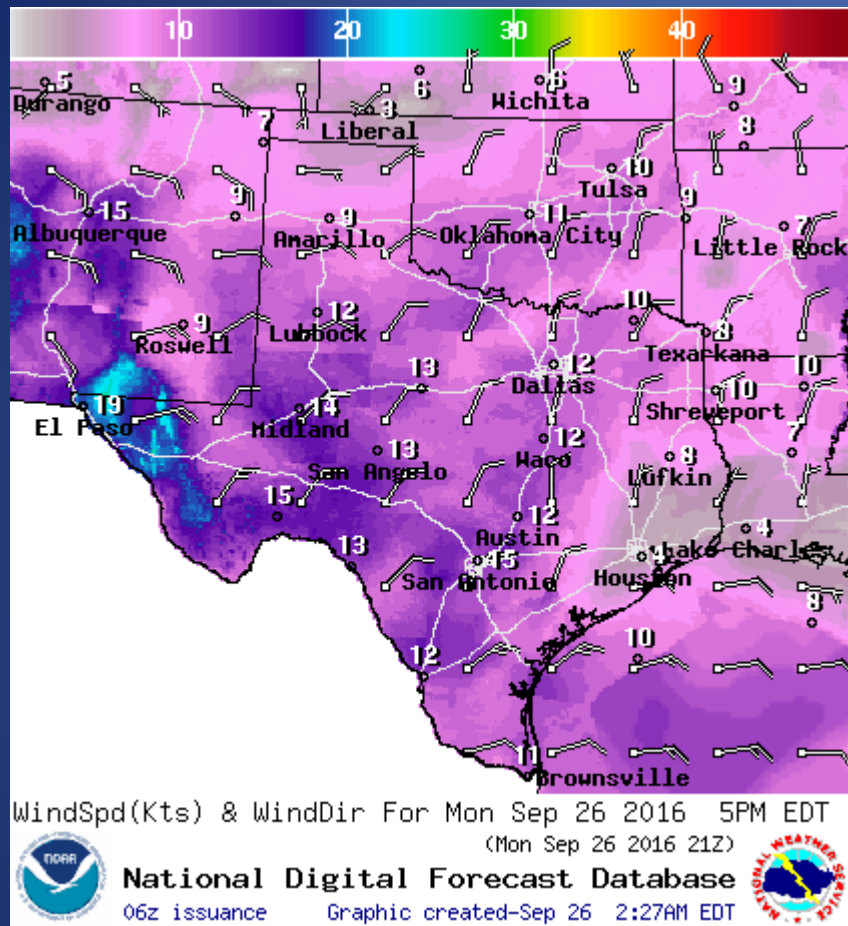 10 20 30 40
5 6 6 9
Durango Wichita
3
Liberal
7 8
10
Tulsa
15 9 9 11 9 7
Albuquerque Amarillo Oklahoma City Little Rock
9 12 10 8
Roswell Lubbock Texarkana
13 12 10
Dallas
19 14 10
El Paso Midland Shreveport
13 12 8 7
San Angelo Waco Lufkin
15 12 4
Austin
13 15 4 Lake Charles
San Antonio Houston
8
12 10
11
Brownsville
WindSpd(Kts) & WindDir For Mon Sep 26 2016 5PM EDT
(Mon Sep 26 2016 21Z)
National Digital Forecast Database
06z issuance Graphic created-Sep 26 2:27AM EDT
NOAA
NATIONAL WEATHER SERVICE